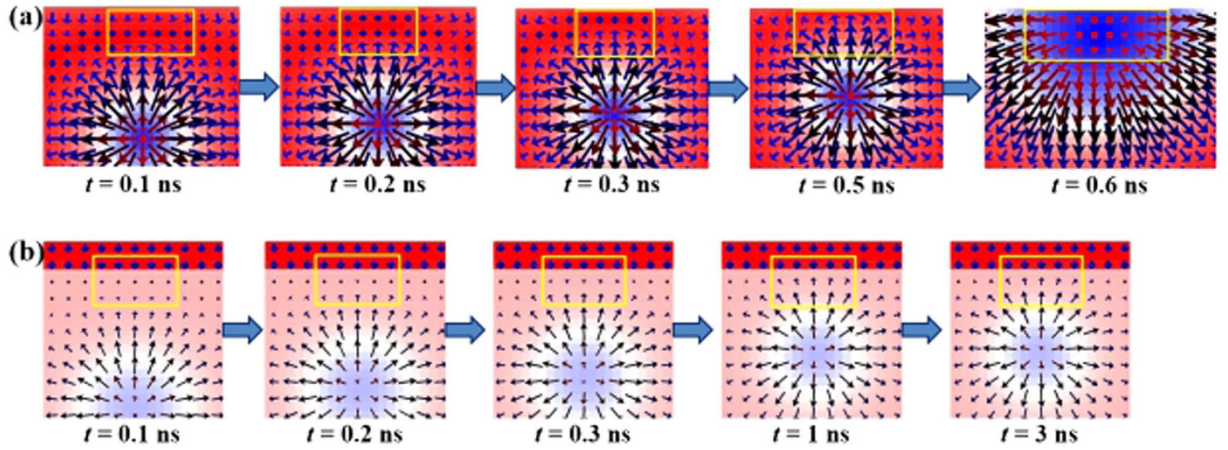 (a)
t = 0.1 ns t = 0.2 ns t = 0.3 ns t = 0.5 ns t = 0.6 ns
(b)
t = 0.1 ns t = 0.2 ns t = 0.3 ns t = 1 ns t = 3 ns